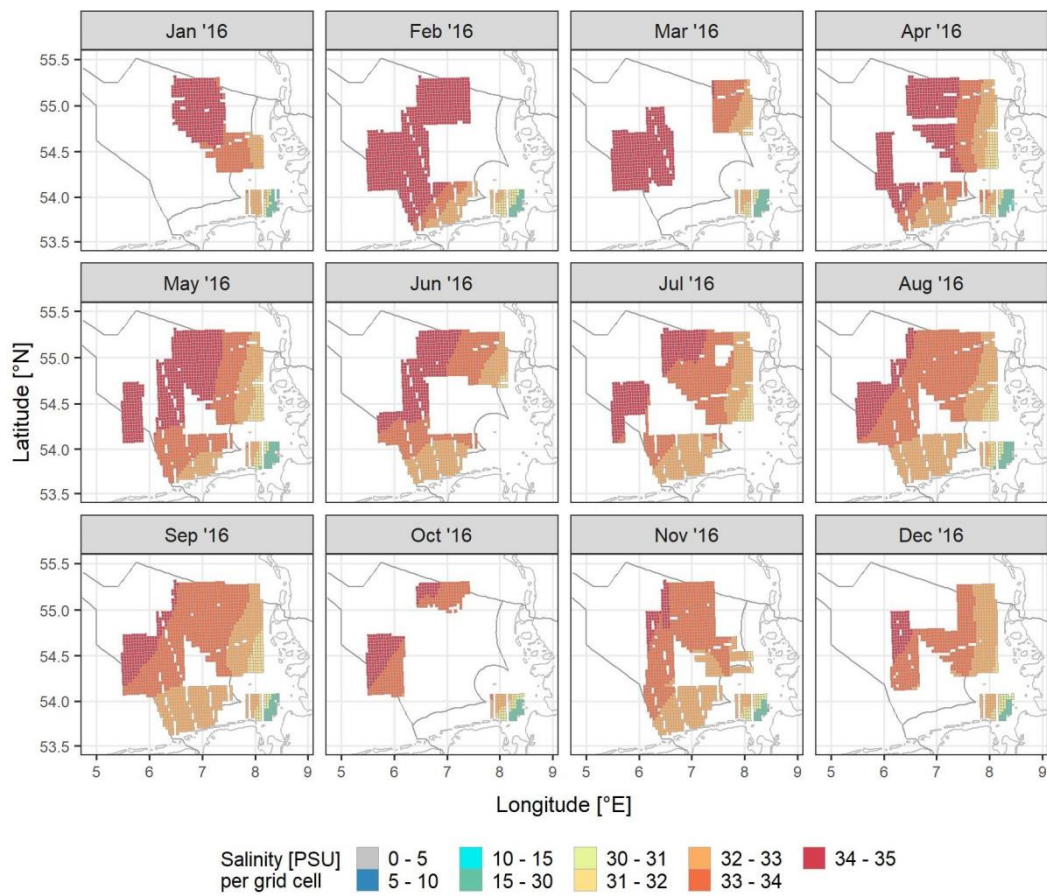 Jan '16 Feb '16 Mar '16 Apr '16
55.5
55.0
54.5
54.0
53.5
May '16 Jun '16 Jul '16 Aug '16
55.5
55.0
54.5
54.0
53.5
Latitude [°N]
Sep '16 Oct '16 Nov '16 Dec '16
55.5
55.0
54.5
54.0
53.5
5 6 7 8 9 5 6 7 8 9 5 6 7 8 9 5 6 7 8 9
Longitude [°E]
Salinity [PSU] 0 - 5 10 - 15 30 - 31 32 - 33 34 - 35
per grid cell 5 - 10 15 - 30 31 - 32 33 - 34